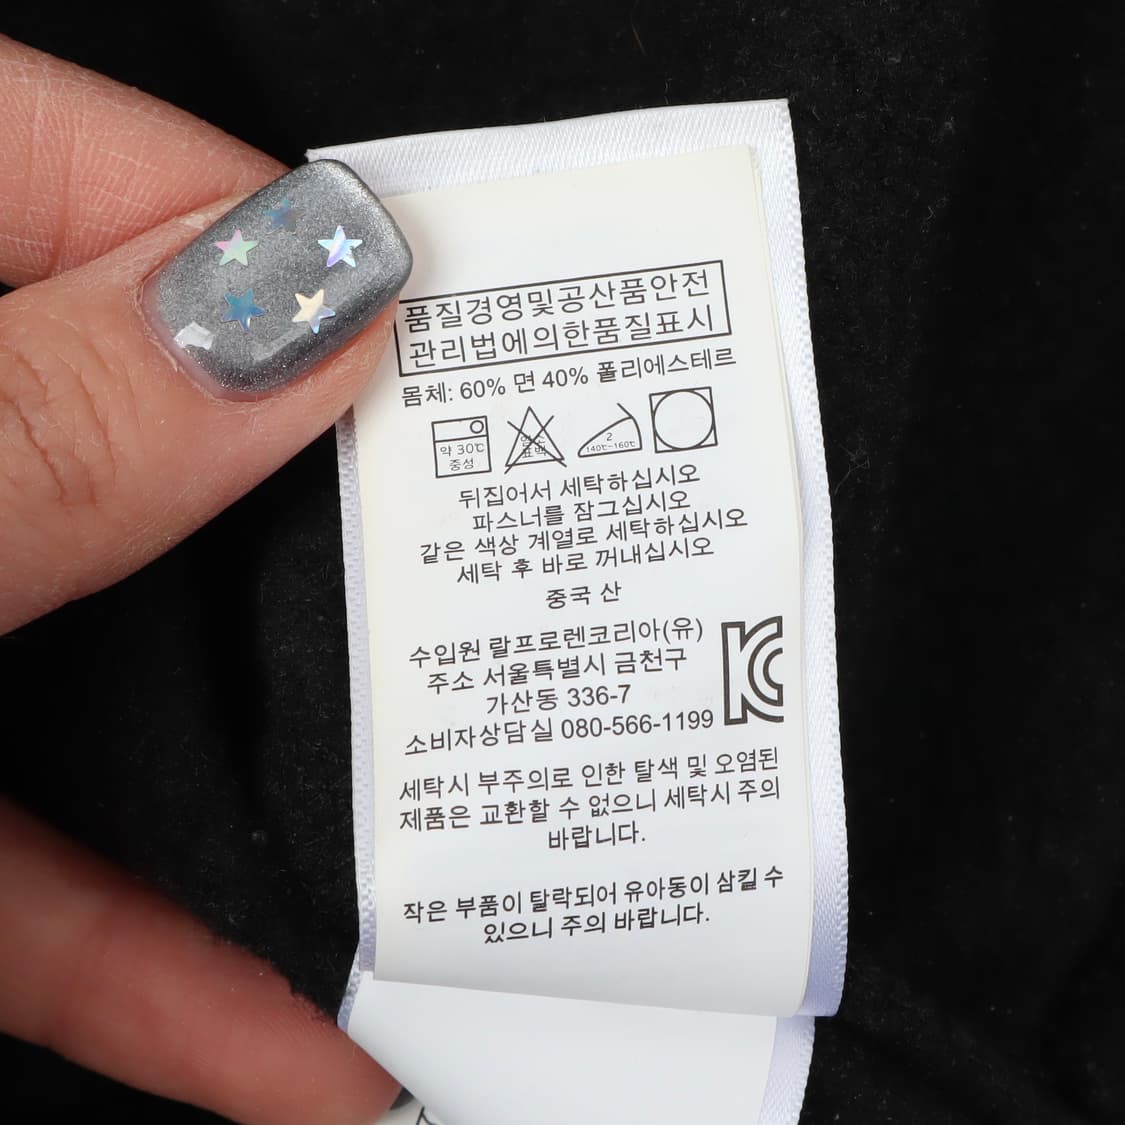 품질경영및공산품안전
관리법에의한품질표시
몸체: 60% 면 40% 폴리에스테르
약 30℃
중성
염소
표백
2
140℃~160℃
뒤집어서 세탁하십시오
파스너를 잠그십시오
같은 색상 계열로 세탁하십시오
세탁 후 바로 꺼내십시오
중국 산
수입원 랄프로렌코리아(유)
주소 서울특별시 금천구
가산동 336-7
소비자상담실 080-566-1199
KC
세탁시 부주의로 인한 탈색 및 오염된
제품은 교환할 수 없으니 세탁시 주의
바랍니다.
작은 부품이 탈락되어 유아동이 삼킬 수
있으니 주의 바랍니다.